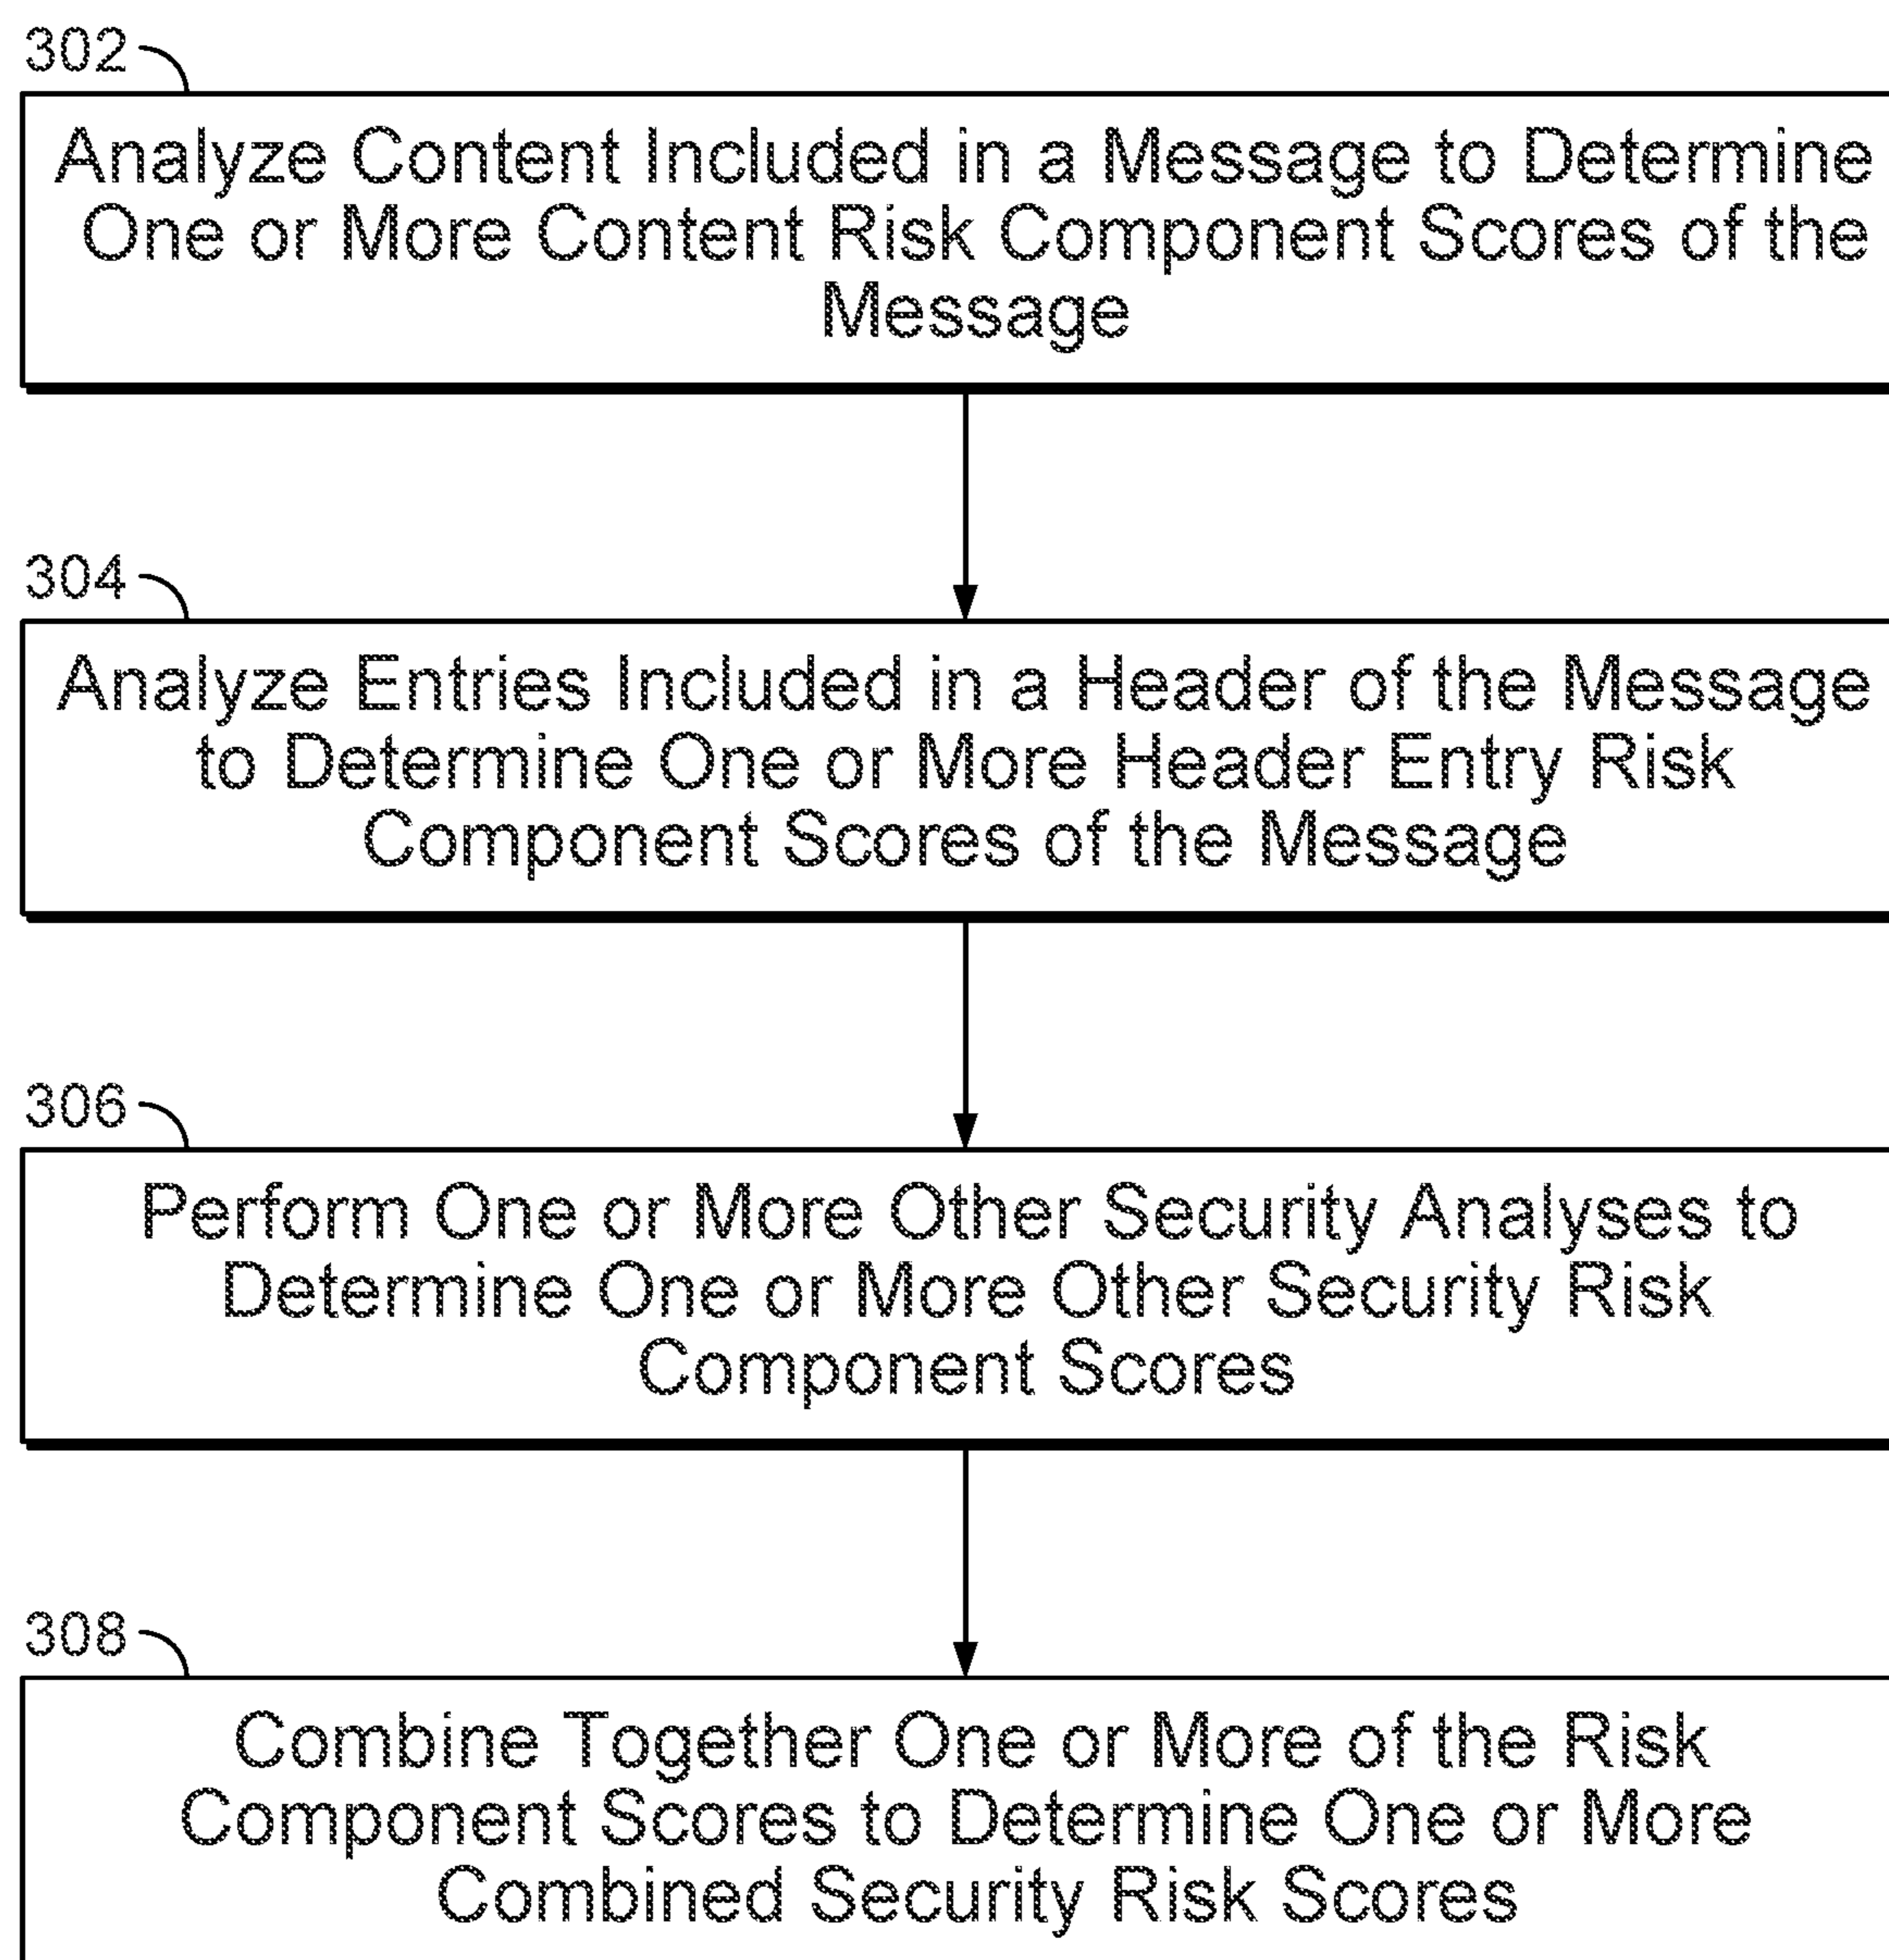 302
Analyze Content Included in a Message to Determine
One or More Content Risk Component Scores of the
Message
304
Analyze Entries Included in a Header of the Message
to Determine One or More Header Entry Risk
Component Scores of the Message
306
Perform One or More Other Security Analyses to
Determine One or More Other Security Risk
Component Scores
308
Combine Together One or More of the Risk
Component Scores to Determine One or More
Combined Security Risk Scores